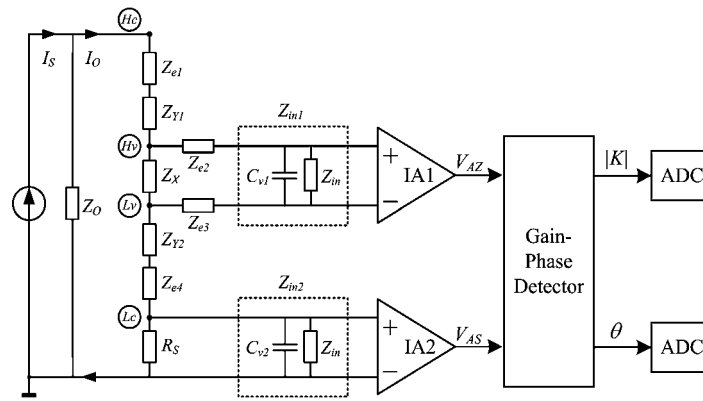 Hc
I_S
I_O
Z_e1
Z_Y1
Z_in1
Hv
Z_e2
C_v1
Z_in
+
−
IA1
V_AZ
|K|
ADC
Z_X
Lv
Z_O
Z_e3
Z_Y2
Gain-
Phase
Detector
Z_e4
Z_in2
Lc
R_S
C_v2
Z_in
+
−
IA2
V_AS
θ
ADC